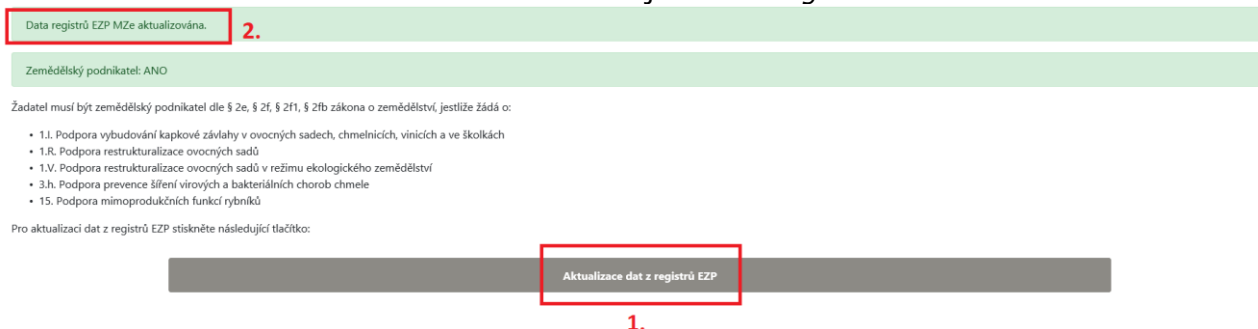 Data registrů EZP MZe aktualizována.
2.
Zemědělský podnikatel: ANO
Žadatel musí být zemědělský podnikatel dle § 2e, § 2f, § 2f1, § 2fb zákona o zemědělství, jestliže žádá o:
• 1.I. Podpora vybudování kapkové závlahy v ovocných sadech, chmelnicích, vinicích a ve školkách
• 1.R. Podpora restrukturalizace ovocných sadů
• 1.V. Podpora restrukturalizace ovocných sadů v režimu ekologického zemědělství
• 3.h. Podpora prevence šíření virových a bakteriálních chorob chmele
• 15. Podpora mimoprodukčních funkcí rybníků
Pro aktualizaci dat z registrů EZP stiskněte následující tlačítko:
Aktualizace dat z registrů EZP
1.